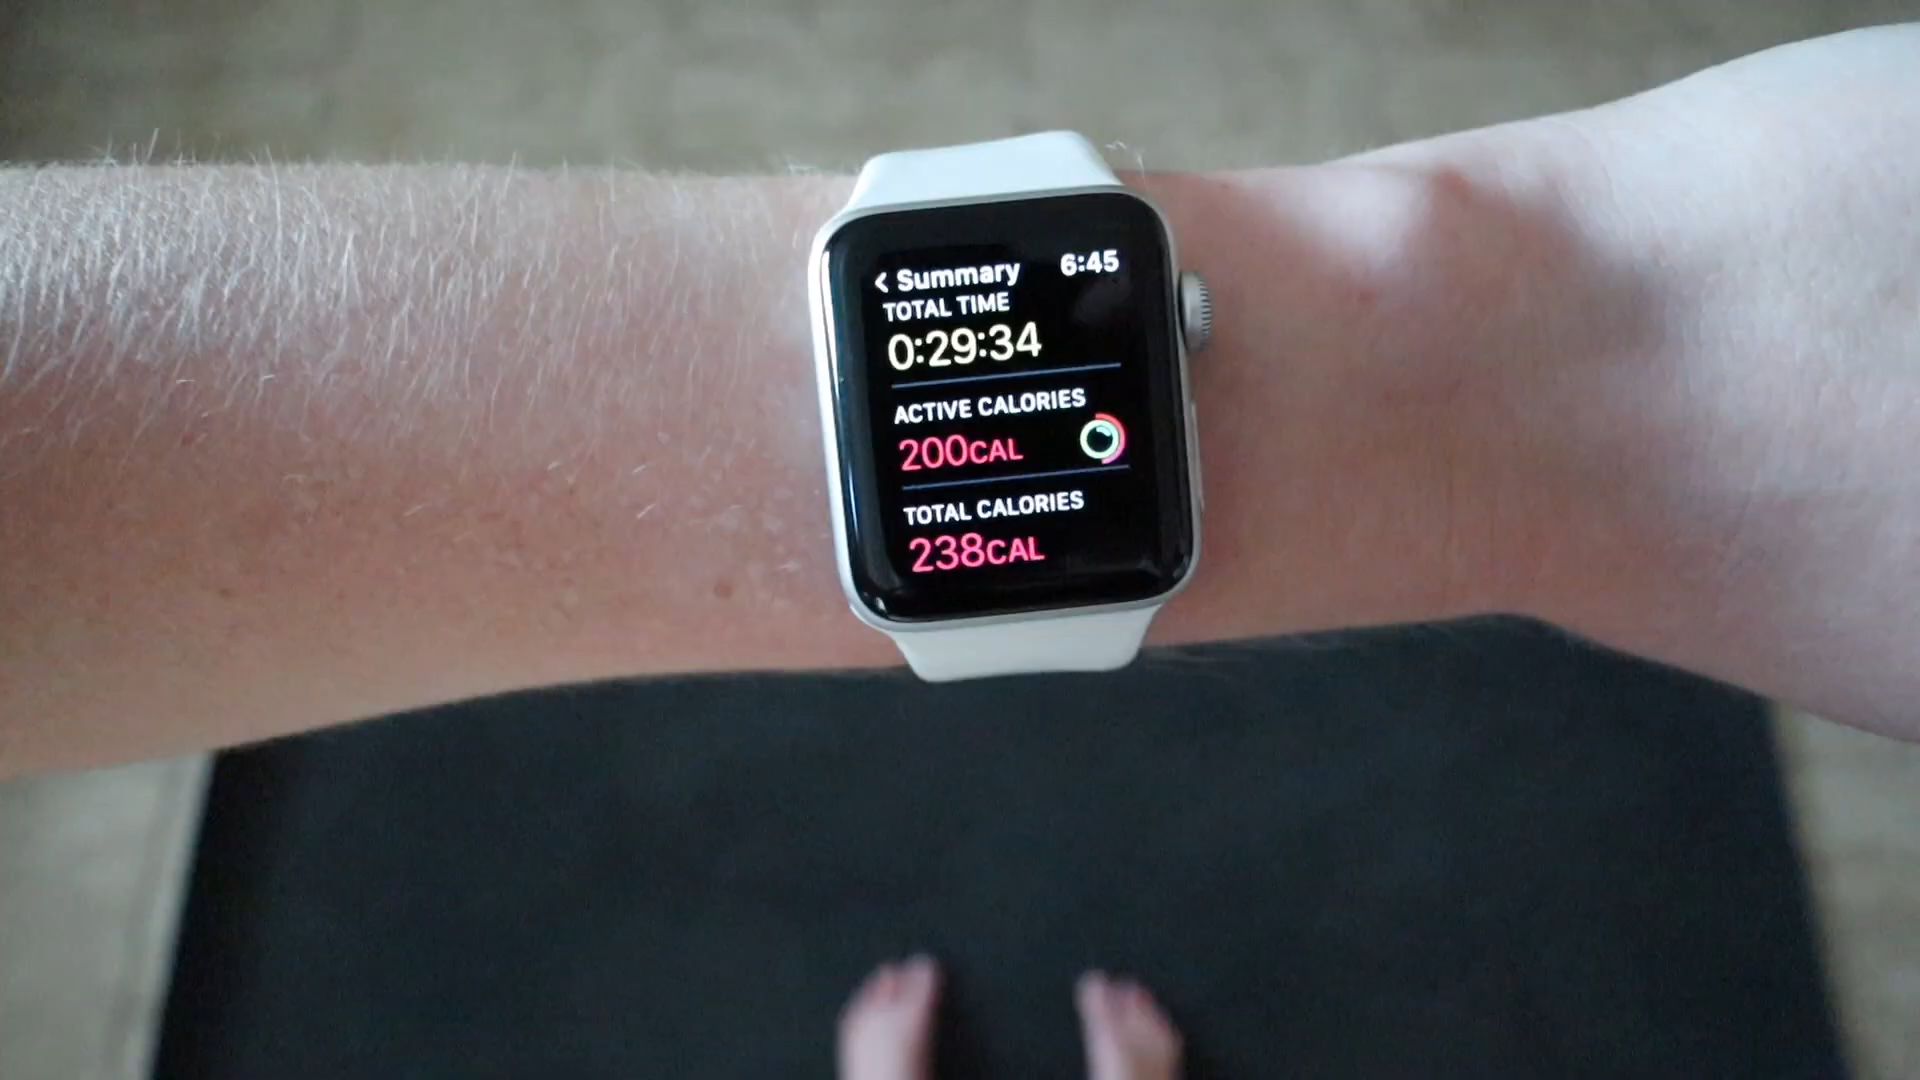 < Summary 6:45
TOTAL TIME
0:29:34
ACTIVE CALORIES
200CAL
TOTAL CALORIES
238CAL